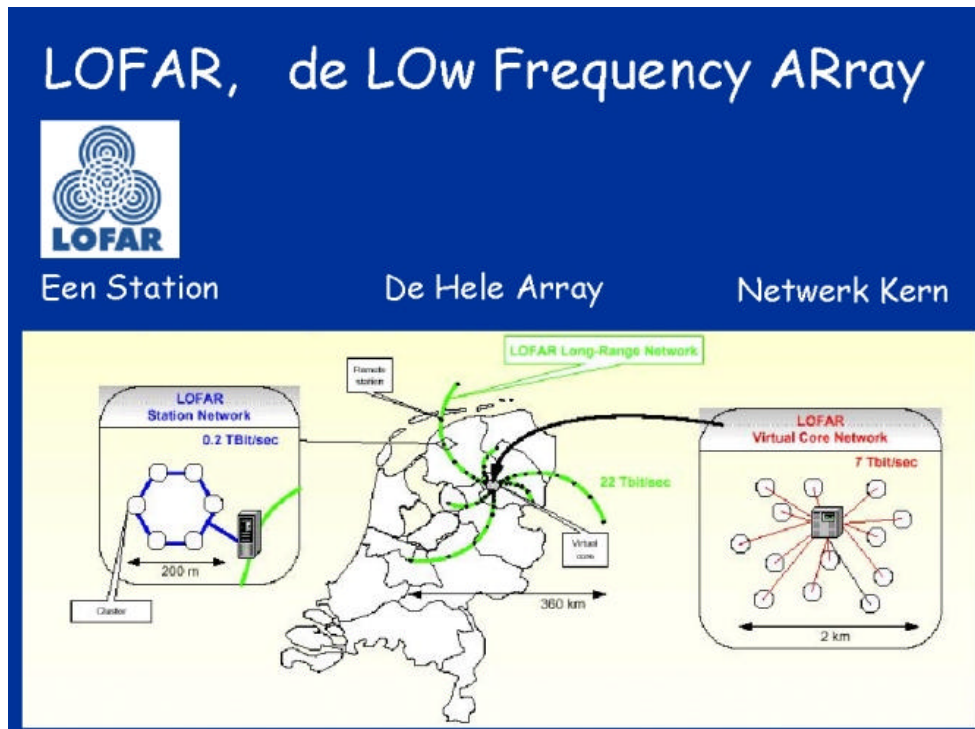 LOFAR, de LOw Frequency ARray
LOFAR
Een Station
De Hele Array
Netwerk Kern
LOFAR Long-Range Network
Remote
station
LOFAR
Station Network
0.2 TBit/sec
200 m
Cluster
22 Tbit/sec
Virtual
core
360 km
LOFAR
Virtual Core Network
7 Tbit/sec
2 km